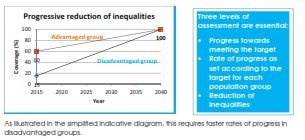 Progressive reduction of inequalities
Coverage (%)
100
80
60
40
20
0
Advantaged group
Disadvantaged group
60
15
100
2015
2020
2025
2030
2035
2040
Year
Three levels of
assessment are essential:
• Progress towards
meeting the target
• Rate of progress as
set according to the
target for each
population group
• Reduction of
inequalities
As illustrated in the simplified indicative diagram, this requires faster rates of progress in
disadvantaged groups.